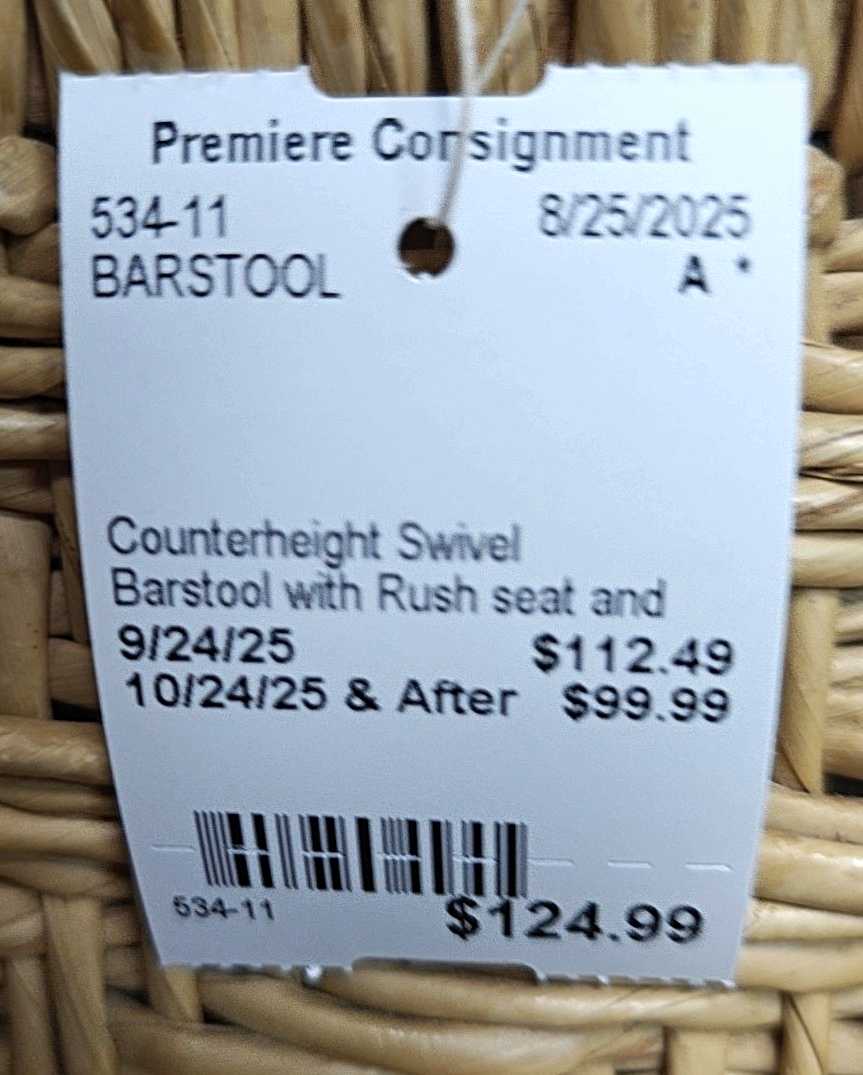 Premiere Consignment
534-11 8/25/2025
BARSTOOL A *
Counterheight Swivel
Barstool with Rush seat and
9/24/25 $112.49
10/24/25 & After $99.99
534-11 $124.99